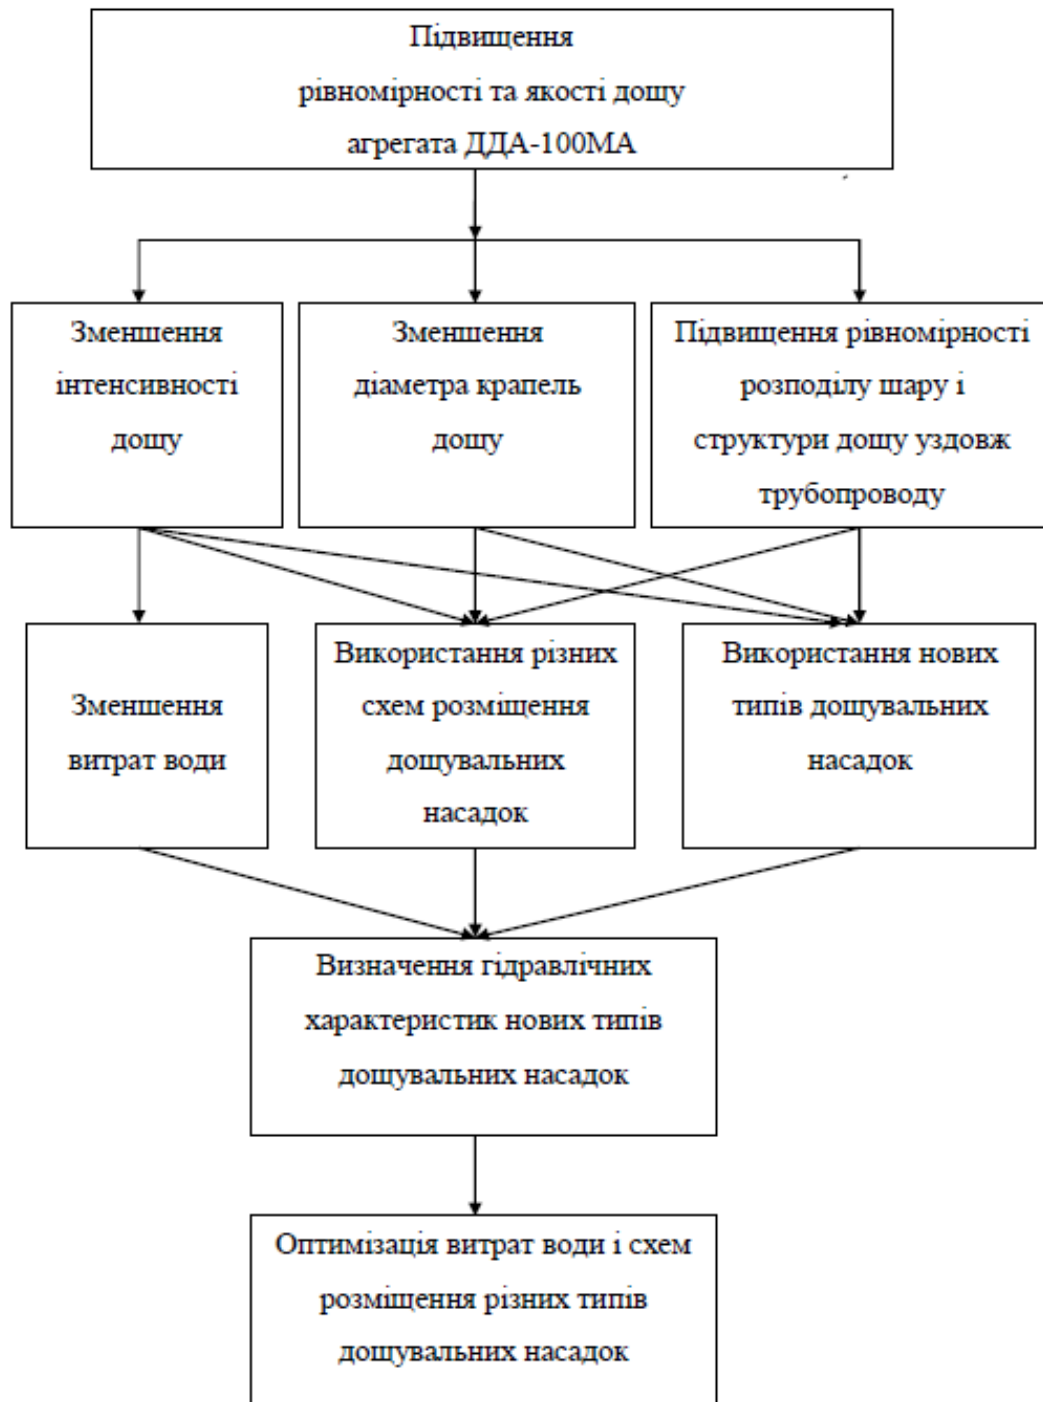 Підвищення
рівномірності та якості дощу
агрегата ДДА-100МА
Зменшення
інтенсивності
дощу
Зменшення
діаметра крапель
дощу
Підвищення рівномірності
розподілу шару і
структури дощу уздовж
трубопроводу
Зменшення
витрат води
Використання різних
схем розміщення
дощувальних
насадок
Використання нових
типів дощувальних
насадок
Визначення гідравлічних
характеристик нових типів
дощувальних насадок
Оптимізація витрат води і схем
розміщення різних типів
дощувальних насадок